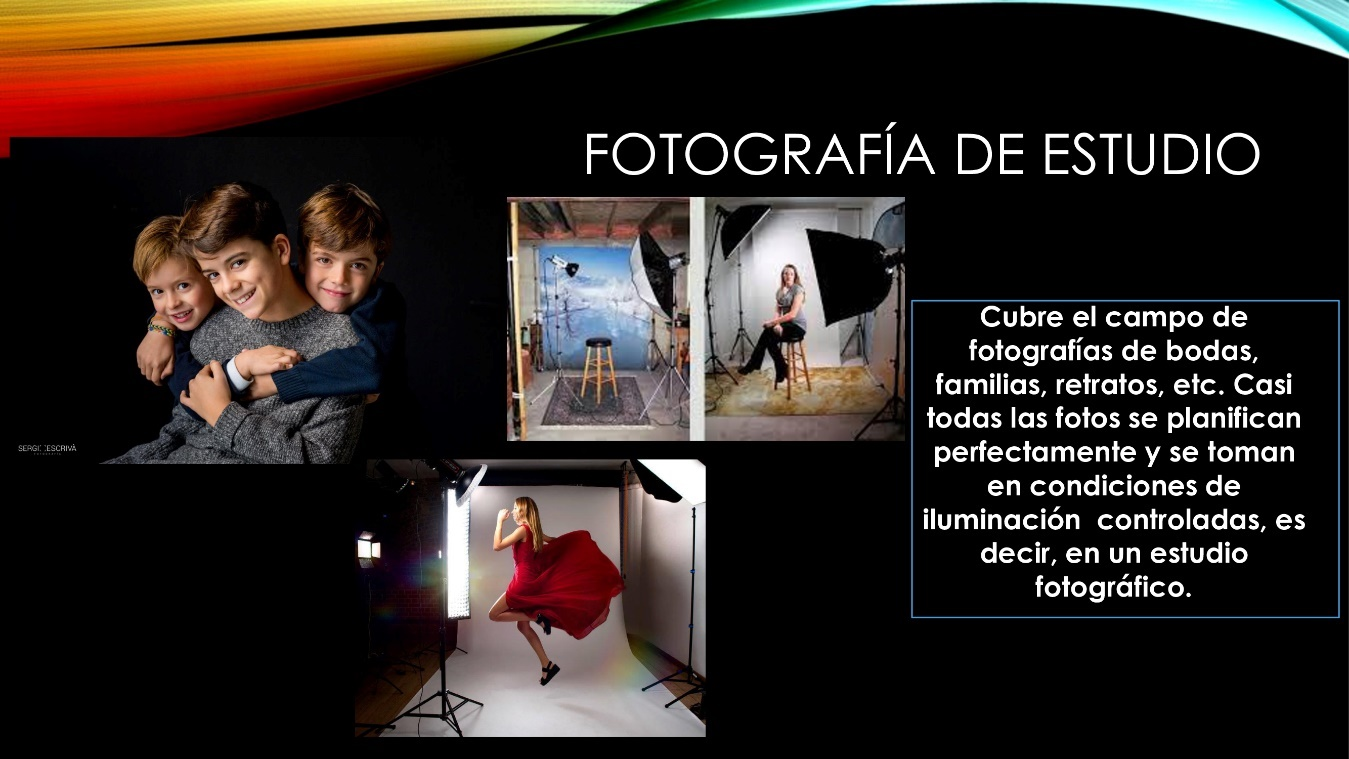 FOTOGRAFÍA DE ESTUDIO
Cubre el campo de
fotografías de bodas,
familias, retratos, etc. Casi
todas las fotos se planifican
perfectamente y se toman
en condiciones de
iluminación  controladas, es
decir, en un estudio
fotográfico.
ESCRIVÀ